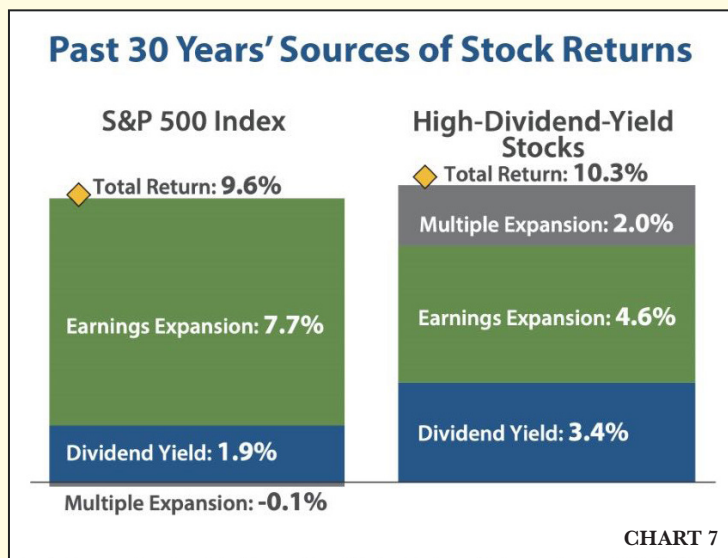 Past 30 Years’ Sources of Stock Returns
S&P 500 Index
Total Return: 9.6%
Earnings Expansion: 7.7%
Dividend Yield: 1.9%
Multiple Expansion: -0.1%
High-Dividend-Yield
Stocks
Total Return: 10.3%
Multiple Expansion: 2.0%
Earnings Expansion: 4.6%
Dividend Yield: 3.4%
CHART 7